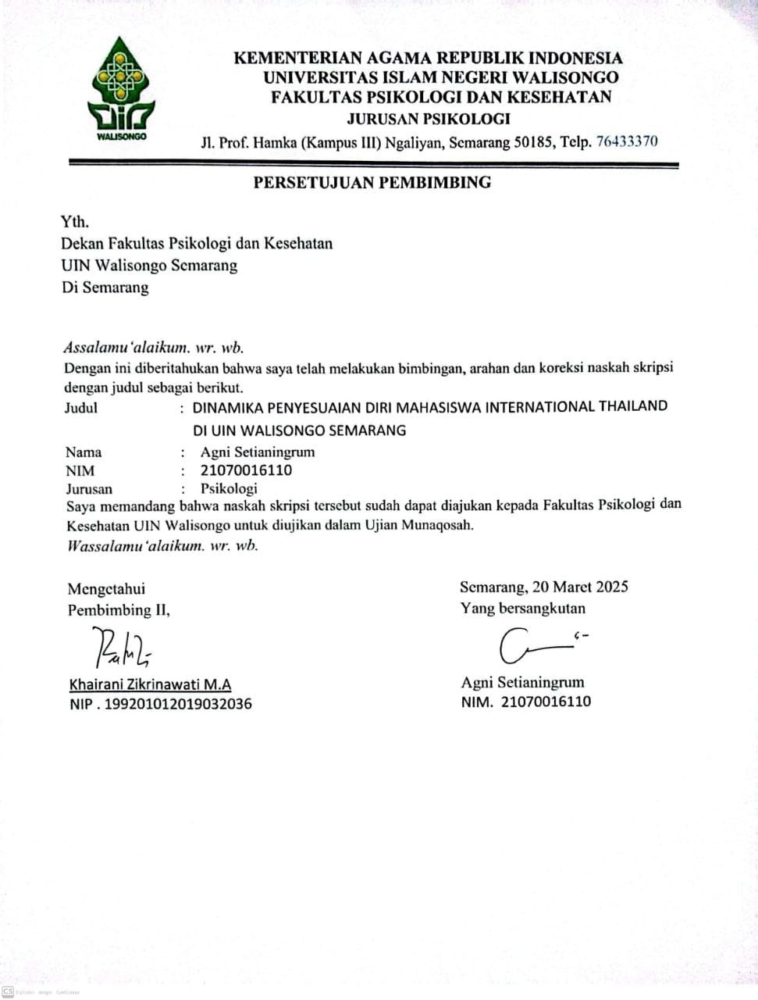 KEMENTERIAN AGAMA REPUBLIK INDONESIA
UNIVERSITAS ISLAM NEGERI WALISONGO
FAKULTAS PSIKOLOGI DAN KESEHATAN
JURUSAN PSIKOLOGI
Jl. Prof. Hamka (Kampus III) Ngaliyan, Semarang 50185, Telp. 76433370
WALISONGO
PERSETUJUAN PEMBIMBING
Yth.
Dekan Fakultas Psikologi dan Kesehatan
UIN Walisongo Semarang
Di Semarang
Assalamu‘alaikum. wr. wb.
Dengan ini diberitahukan bahwa saya telah melakukan bimbingan, arahan dan koreksi naskah skripsi
dengan judul sebagai berikut.
Judul : DINAMIKA PENYESUAIAN DIRI MAHASISWA INTERNATIONAL THAILAND
DI UIN WALISONGO SEMARANG
Nama : Agni Setianingrum
NIM : 21070016110
Jurusan : Psikologi
Saya memandang bahwa naskah skripsi tersebut sudah dapat diajukan kepada Fakultas Psikologi dan
Kesehatan UIN Walisongo untuk diujikan dalam Ujian Munaqosah.
Wassalamu‘alaikum. wr. wb.
Mengetahui
Pembimbing II,
Khairani Zikrinawati M.A
NIP . 199201012019032036
Semarang, 20 Maret 2025
Yang bersangkutan
Agni Setianingrum
NIM. 21070016110
CS